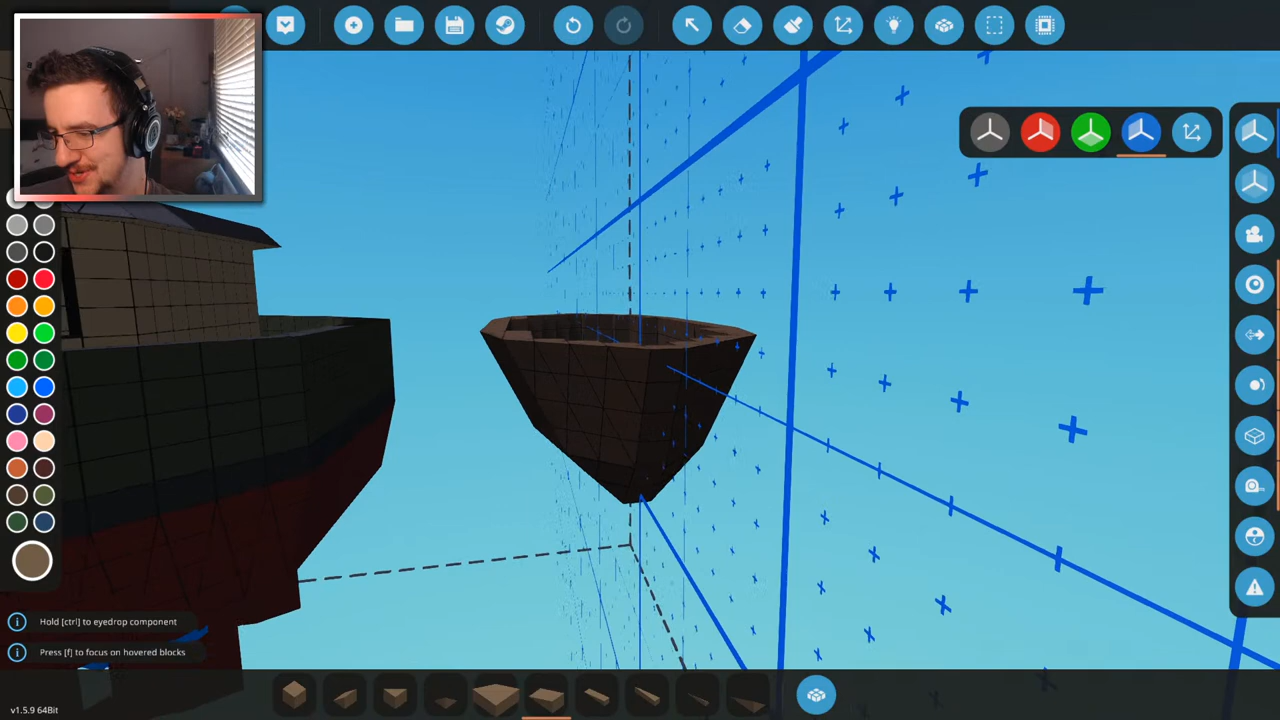 Hold [ctrl] to eyedrop component
Press [f] to focus on hovered blocks
v1.5.9 64Bit